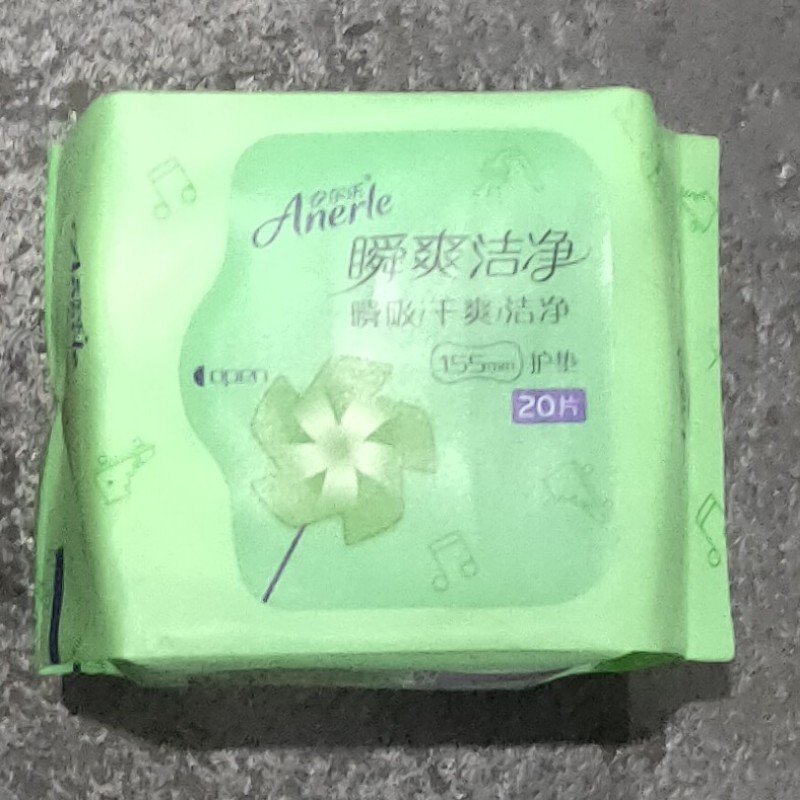 安尔乐®
Anerle
瞬爽洁净
瞬吸/干爽/洁净
155mm 护垫
open
20片